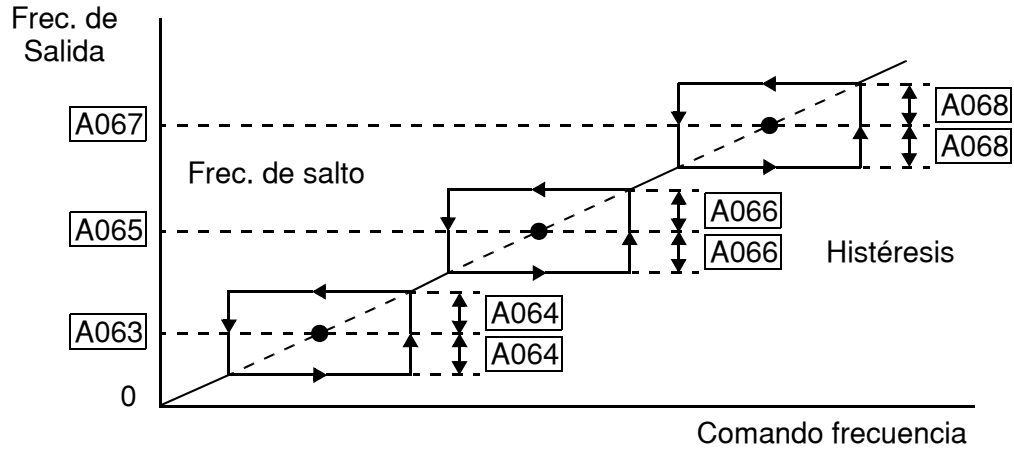 Frec. de
Salida
A067
A068
A068
Frec. de salto
A065
A066
A066
Histéresis
A063
A064
A064
0
Comando frecuencia